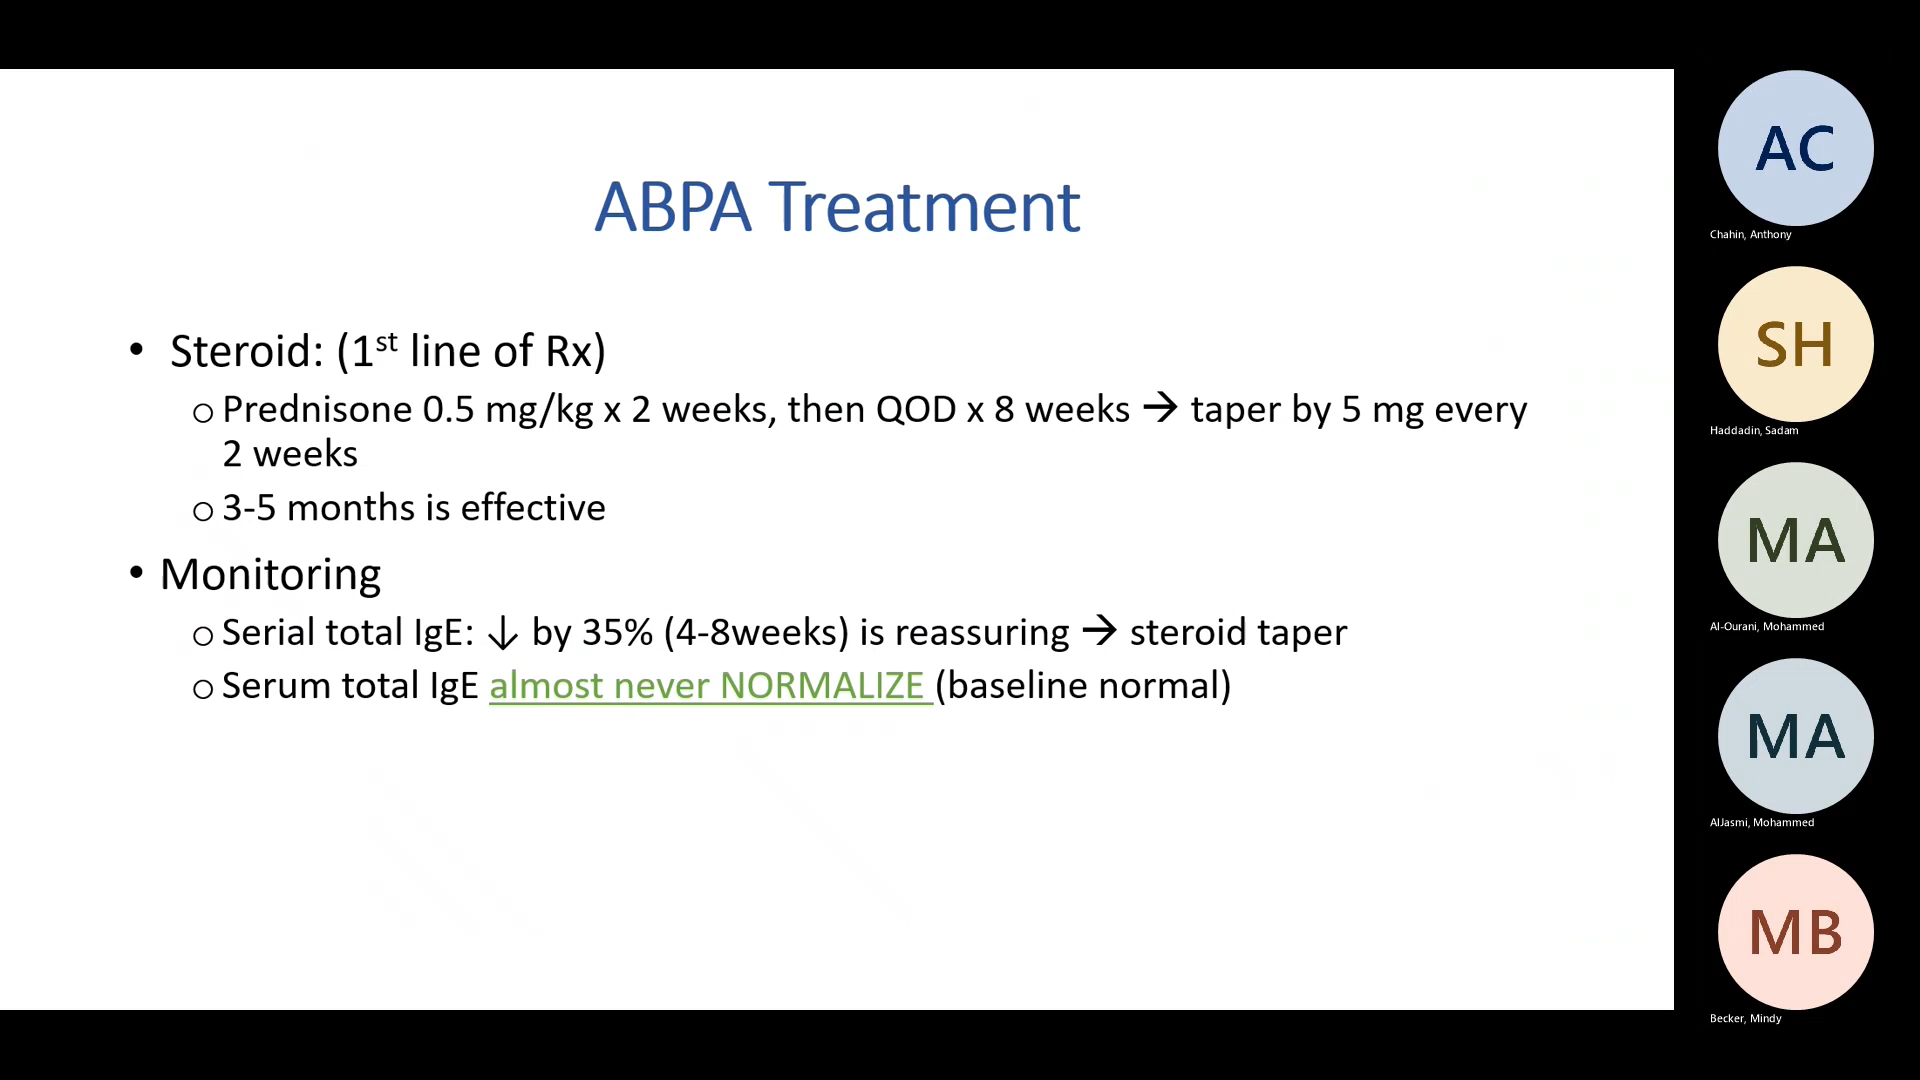 ABPA Treatment
• Steroid: (1st line of Rx)
o Prednisone 0.5 mg/kg x 2 weeks, then QOD x 8 weeks → taper by 5 mg every
2 weeks
o 3-5 months is effective
• Monitoring
o Serial total IgE: ↓ by 35% (4-8weeks) is reassuring → steroid taper
o Serum total IgE almost never NORMALIZE (baseline normal)
AC
Chahin, Anthony
SH
Haddadin, Sadam
MA
Al-Ourani, Mohammed
MA
AlJasmi, Mohammed
MB
Becker, Mindy